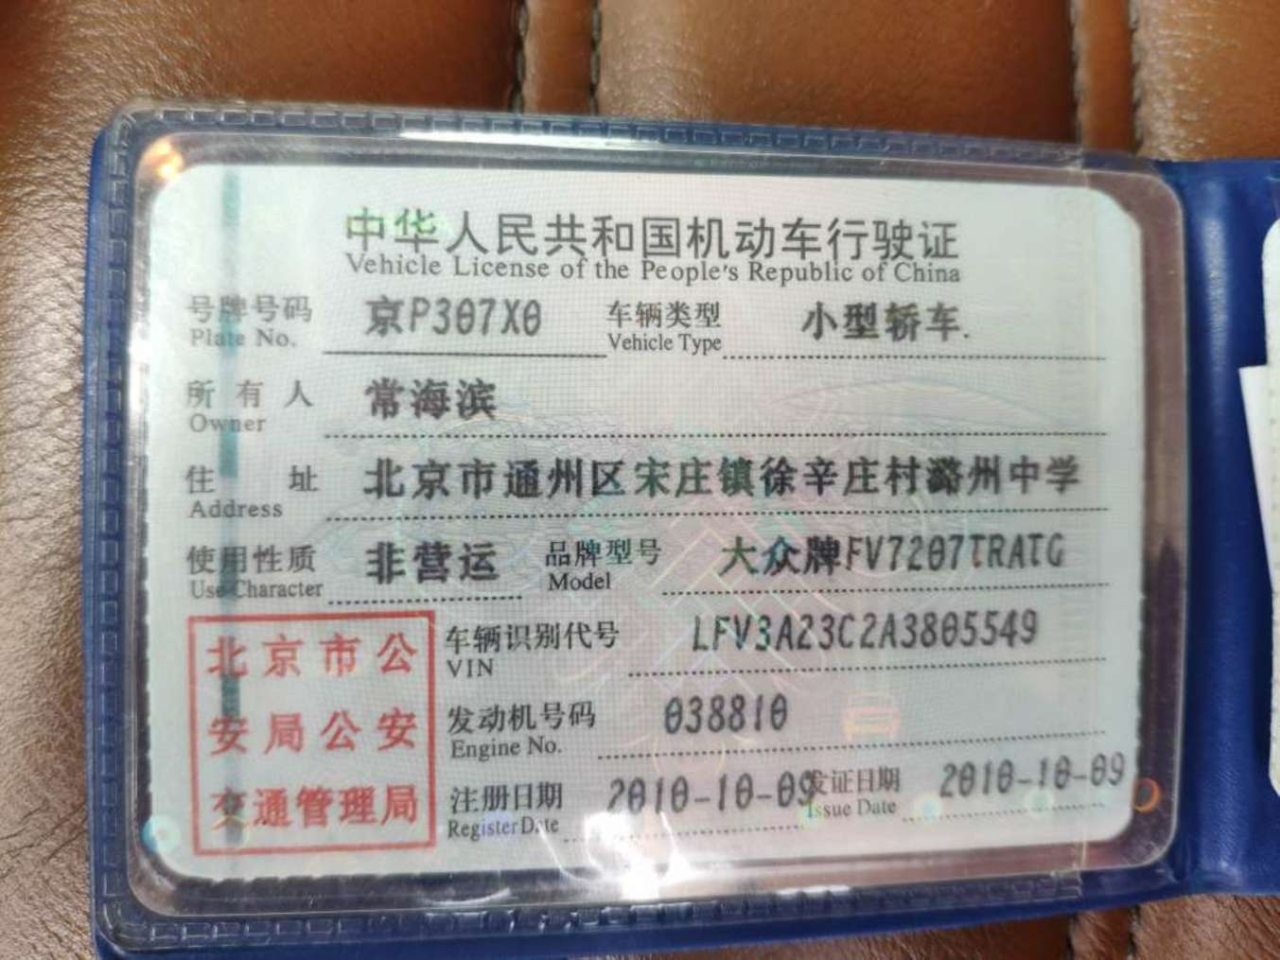 中华人民共和国机动车行驶证
Vehicle License of the People's Republic of China
号牌号码 京P307X0 车辆类型 小型轿车.
Plate No. Vehicle Type
所有人 常海滨
Owner
住址 北京市通州区宋庄镇徐辛庄村潞州中学
Address
使用性质 非营运 品牌型号 大众牌FV7207TRATG
Use Character Model
北京市公
安局公安
交通管理局
车辆识别代号 LFV3A23C2A3805549
VIN
发动机号码 038810
Engine No.
注册日期 2010-10-09 发证日期 2010-10-09
Register Date Issue Date